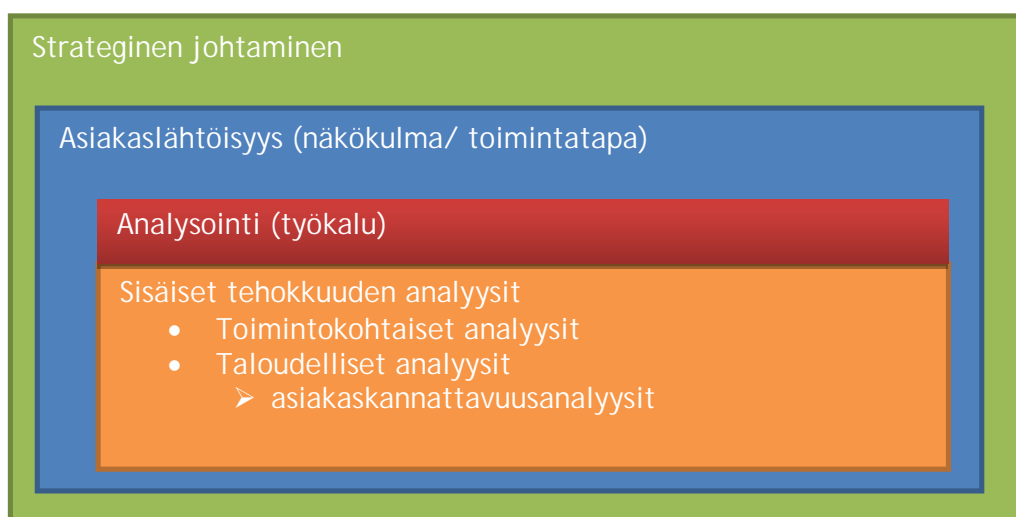 Strateginen johtaminen
Asiakaslähtöisyys (näkökulma/ toimintatapa)
Analysointi (työkalu)
Sisäiset tehokkuuden analyysit
• Toimintokohtaiset analyysit
• Taloudelliset analyysit
➢ asiakaskannattavuusanalyysit